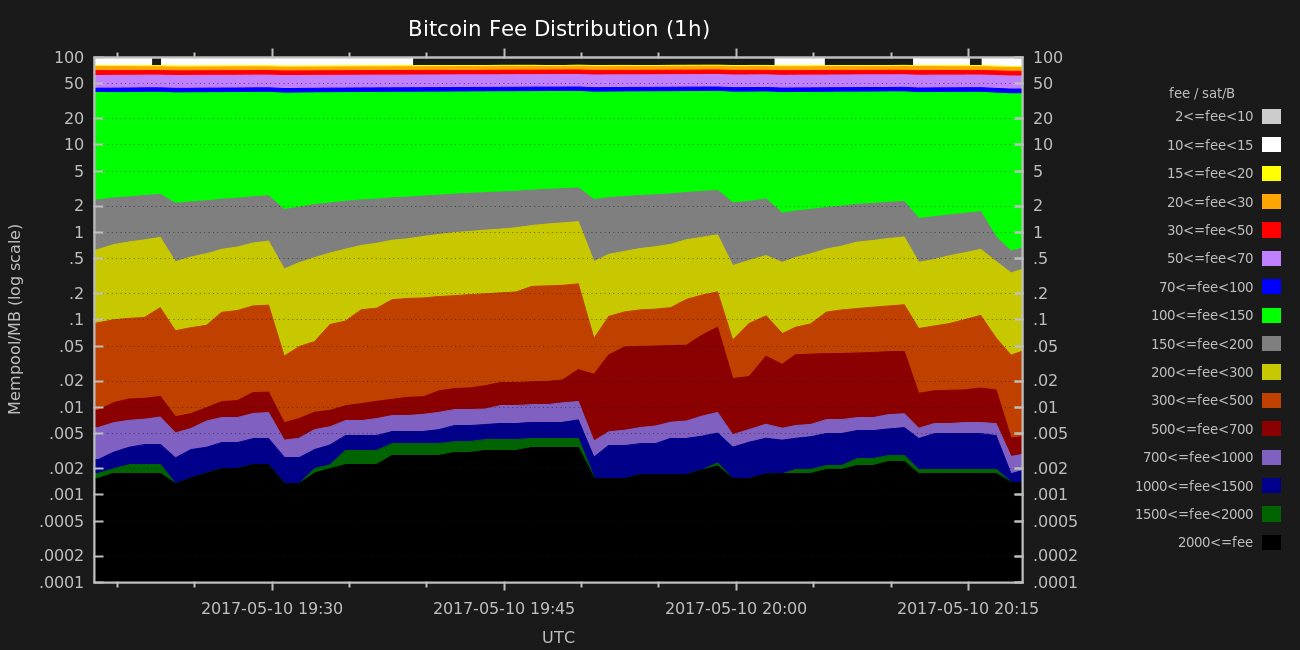 Bitcoin Fee Distribution (1h)
100
50
20
10
5
2
1
.5
.2
.1
.05
.02
.01
.005
.002
.001
.0005
.0002
.0001
Mempool/MB (log scale)
100
50
20
10
5
2
1
.5
.2
.1
.05
.02
.01
.005
.002
.001
.0005
.0002
.0001
2017-05-10 19:30
2017-05-10 19:45
2017-05-10 20:00
2017-05-10 20:15
UTC
fee / sat/B
2<=fee<10
10<=fee<15
15<=fee<20
20<=fee<30
30<=fee<50
50<=fee<70
70<=fee<100
100<=fee<150
150<=fee<200
200<=fee<300
300<=fee<500
500<=fee<700
700<=fee<1000
1000<=fee<1500
1500<=fee<2000
2000<=fee